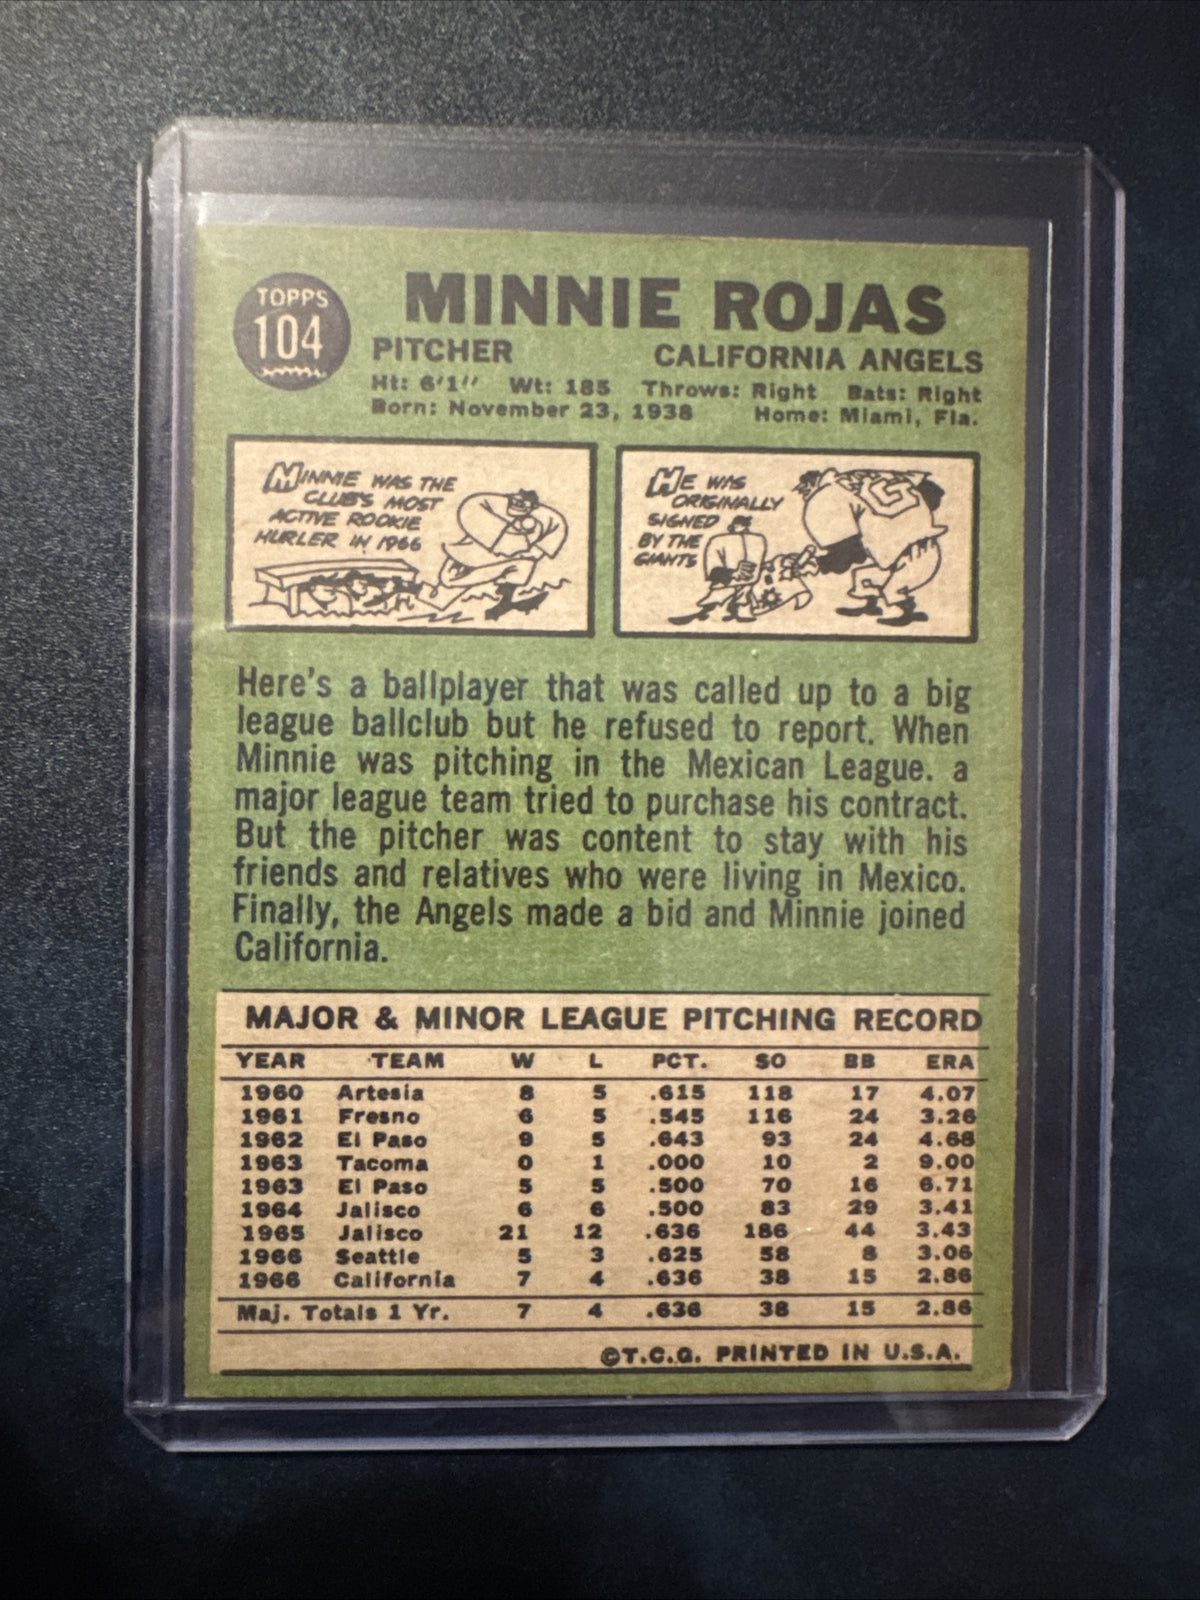 TOPPS
104
MINNIE ROJAS
PITCHER CALIFORNIA ANGELS
Ht: 6'1" Wt: 185 Throws: Right Bats: Right
Born: November 23, 1938 Home: Miami, Fla.
MINNIE WAS THE
CLUB'S MOST
ACTIVE ROOKIE
HURLER IN 1966
HE WAS
ORIGINALLY
SIGNED
BY THE
GIANTS
G
Here's a ballplayer that was called up to a big
league ballclub but he refused to report. When
Minnie was pitching in the Mexican League. a
major league team tried to purchase his contract.
But the pitcher was content to stay with his
friends and relatives who were living in Mexico.
Finally, the Angels made a bid and Minnie joined
California.
MAJOR & MINOR LEAGUE PITCHING RECORD
YEAR TEAM W L PCT. SO BB ERA
1960 Artesia 8 5 .615 118 17 4.07
1961 Fresno 6 5 .545 116 24 3.26
1962 El Paso 9 5 .643 93 24 4.68
1963 Tacoma 0 1 .000 10 2 9.00
1963 El Paso 5 5 .500 70 16 6.71
1964 Jalisco 6 6 .500 83 29 3.41
1965 Jalisco 21 12 .636 186 44 3.43
1966 Seattle 5 3 .625 58 8 3.06
1966 California 7 4 .636 38 15 2.86
Maj. Totals 1 Yr. 7 4 .636 38 15 2.86
©T.C.G. PRINTED IN U.S.A.